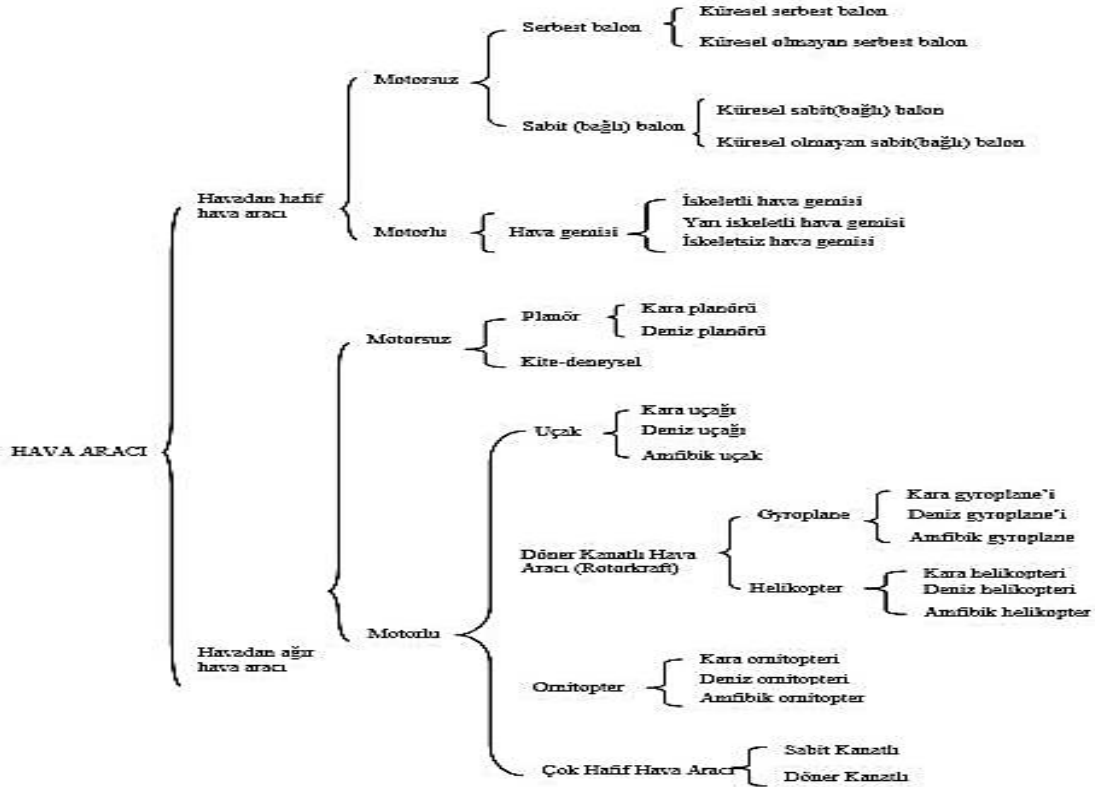 HAVA ARACI
Havadan hafif
hava aracı
Motorsuz
Serbest balon
Küresel serbest balon
Küresel olmayan serbest balon
Sabit (bağlı) balon
Küresel sabit(bağlı) balon
Küresel olmayan sabit(bağlı) balon
Motorlu
Hava gemisi
İskeletli hava gemisi
Yarı iskeletli hava gemisi
İskeletsiz hava gemisi
Havadan ağır
hava aracı
Motorsuz
Planör
Kara planörü
Deniz planörü
Kite-deneysel
Motorlu
Uçak
Kara uçağı
Deniz uçağı
Amfibik uçak
Döner Kanatlı Hava
Aracı (Rotorkraft)
Gyroplane
Kara gyroplane'i
Deniz gyroplane'i
Amfibik gyroplane
Helikopter
Kara helikopteri
Deniz helikopteri
Amfibik helikopter
Ornitopter
Kara ornitopteri
Deniz ornitopteri
Amfibik ornitopter
Çok Hafif Hava Aracı
Sabit Kanatlı
Döner Kanatlı